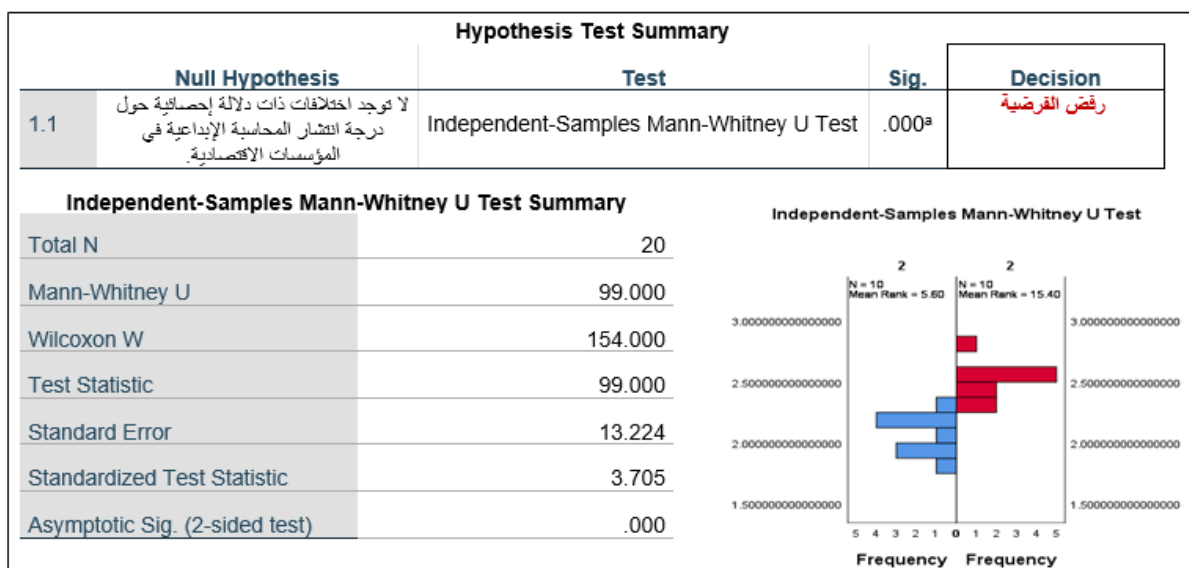 Hypothesis Test Summary
Null Hypothesis Test Sig. Decision
1.1 لا توجد اختلافات ذات دلالة إحصائية حول Independent-Samples Mann-Whitney U Test .000ª رفض الفرضية
درجة انتشار المحاسبة الإبداعية في
المؤسسات الاقتصادية.
Independent-Samples Mann-Whitney U Test Summary
Total N 20
Mann-Whitney U 99.000
Wilcoxon W 154.000
Test Statistic 99.000
Standard Error 13.224
Standardized Test Statistic 3.705
Asymptotic Sig. (2-sided test) .000
Independent-Samples Mann-Whitney U Test
2 2
N = 10 N = 10
Mean Rank = 5.60 Mean Rank = 15.40
3.000000000000000 3.000000000000000
2.500000000000000 2.500000000000000
2.000000000000000 2.000000000000000
1.500000000000000 1.500000000000000
5 4 3 2 1 0 1 2 3 4 5
Frequency Frequency